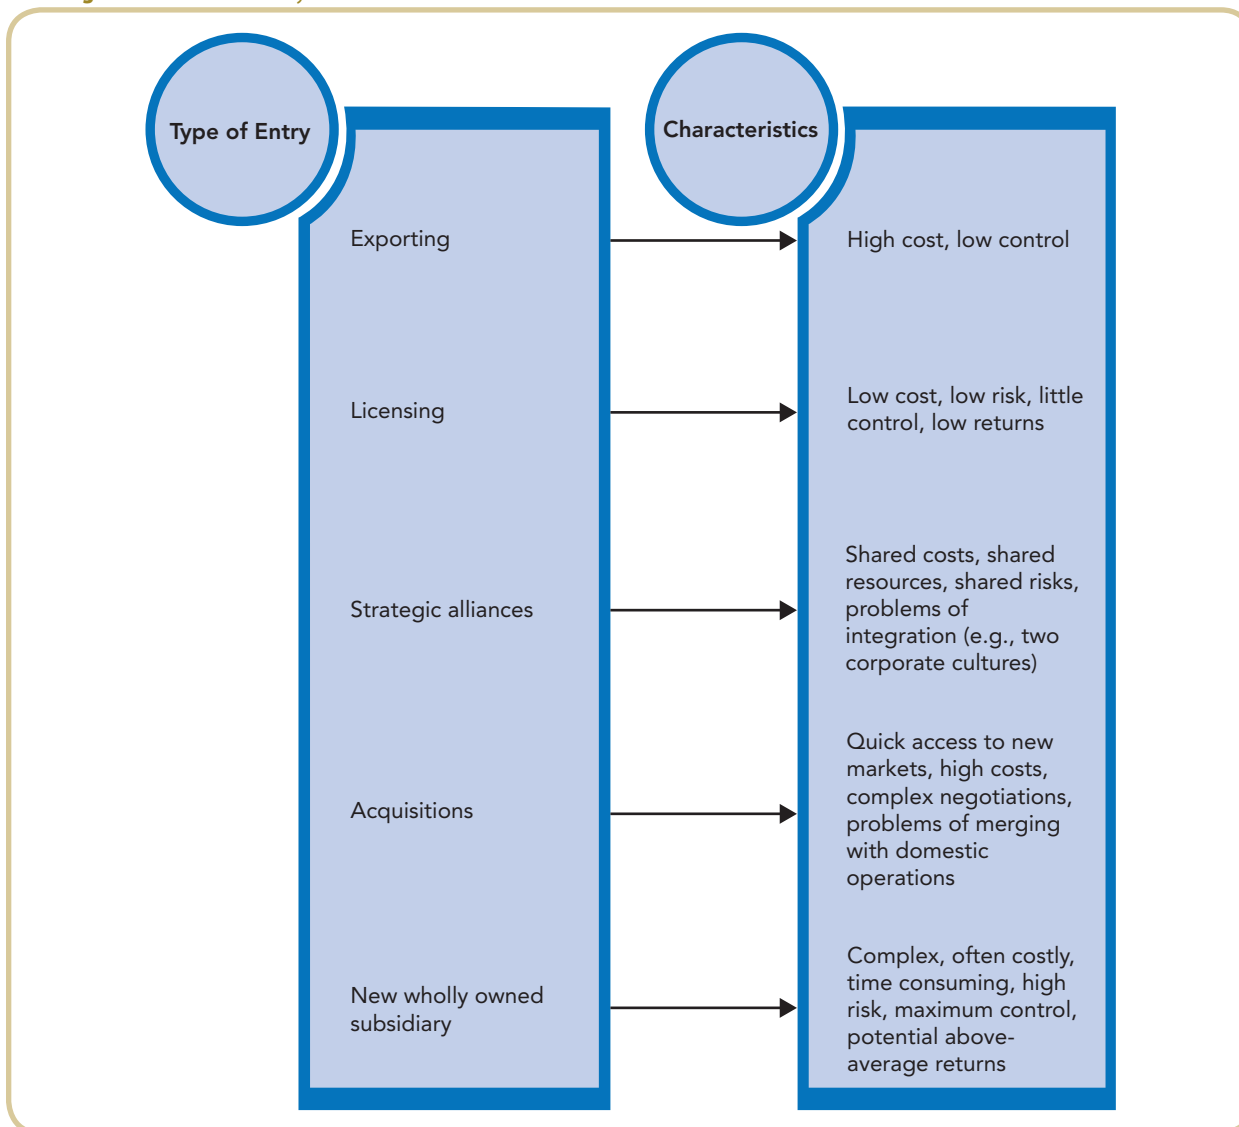 Type of Entry
Characteristics
Exporting
High cost, low control
Licensing
Low cost, low risk, little
control, low returns
Strategic alliances
Shared costs, shared
resources, shared risks,
problems of
integration (e.g., two
corporate cultures)
Acquisitions
Quick access to new
markets, high costs,
complex negotiations,
problems of merging
with domestic
operations
New wholly owned
subsidiary
Complex, often costly,
time consuming, high
risk, maximum control,
potential above-
average returns